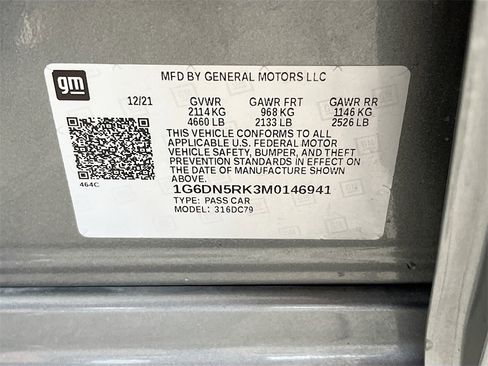 gm
MFD BY GENERAL MOTORS LLC
12/21 GVWR GAWR FRT GAWR RR
2114 KG 968 KG 1146 KG
4660 LB 2133 LB 2526 LB
THIS VEHICLE CONFORMS TO ALL
APPLICABLE U.S. FEDERAL MOTOR
VEHICLE SAFETY, BUMPER, AND THEFT
PREVENTION STANDARDS IN EFFECT ON
THE DATE OF MANUFACTURE SHOWN
ABOVE.
464C
1G6DN5RK3M0146941
TYPE: PASS CAR
MODEL: 316DC79